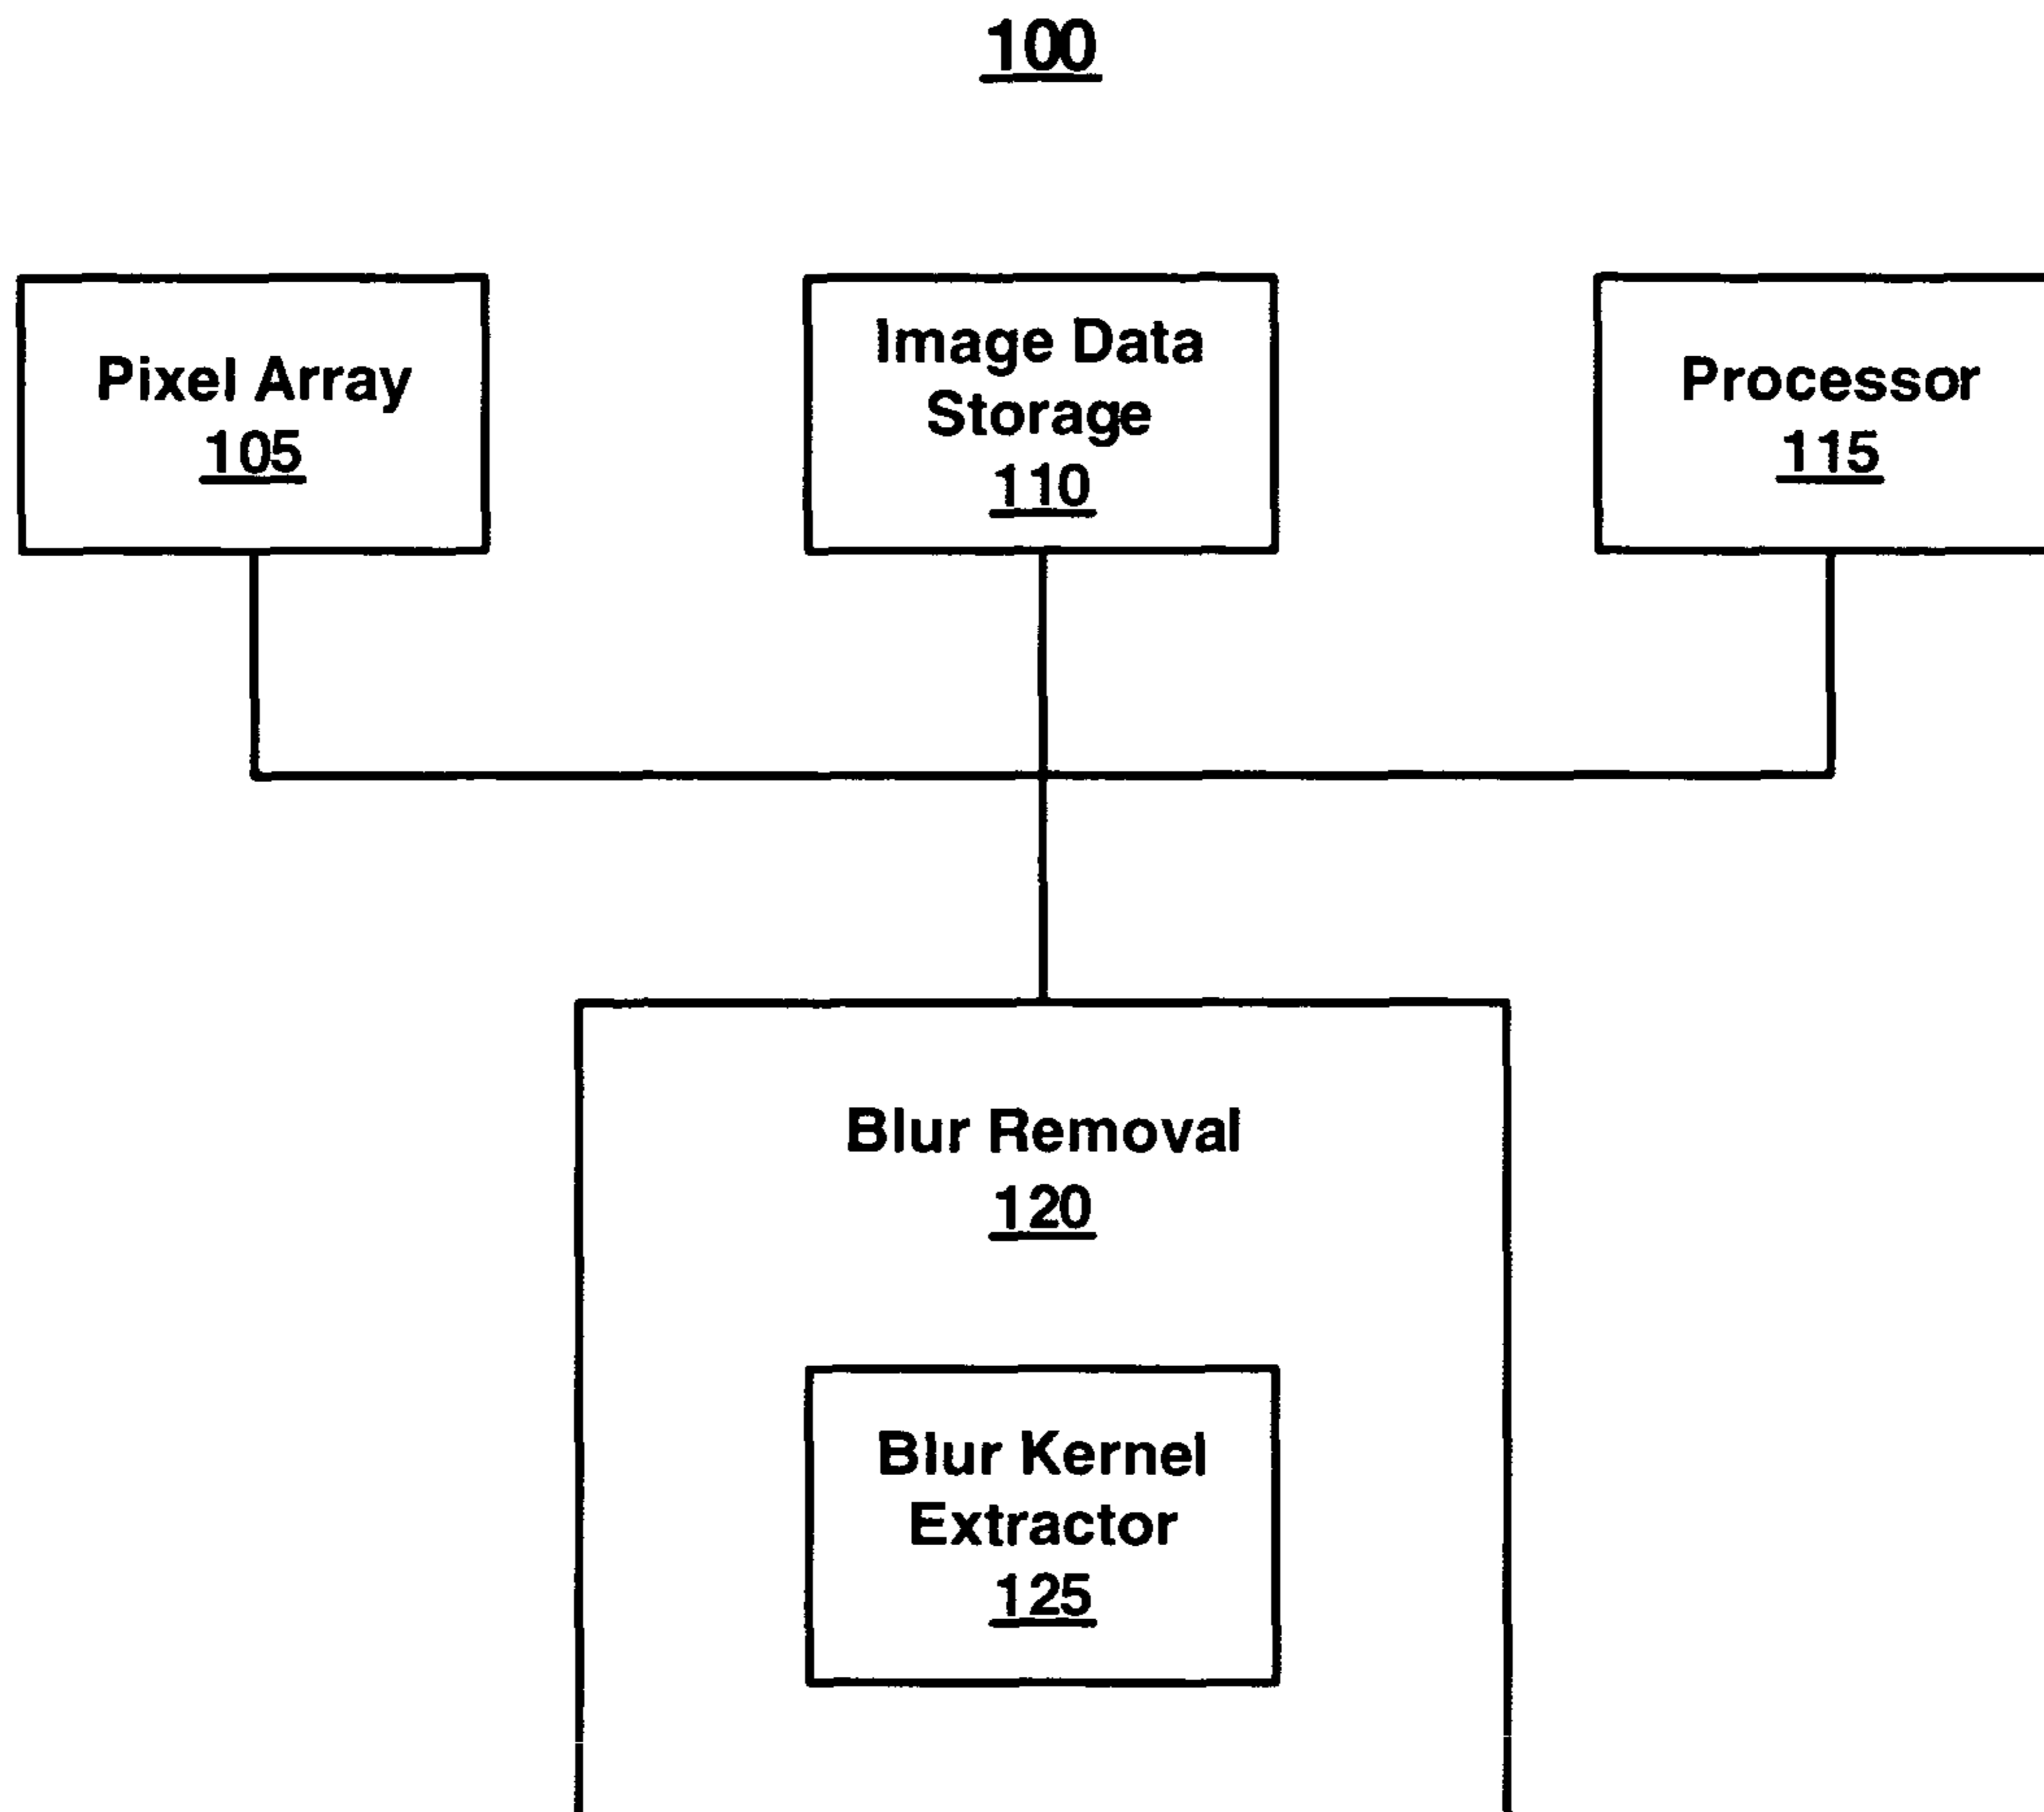 100
Pixel Array
105
Image Data
Storage
110
Processor
115
Blur Removal
120
Blur Kernel
Extractor
125